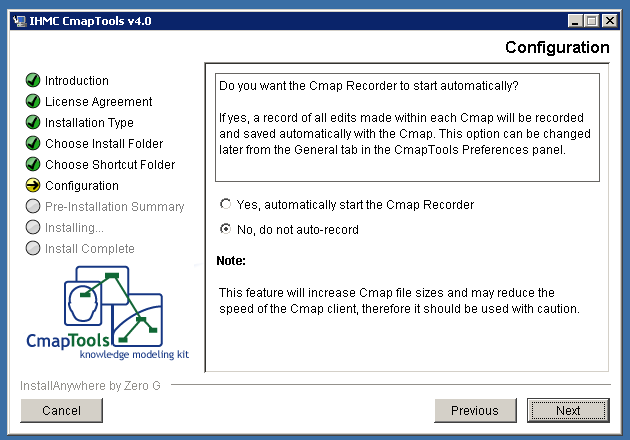 IHMC CmapTools v4.0
Configuration
Introduction
License Agreement
Installation Type
Choose Install Folder
Choose Shortcut Folder
Configuration
Pre-Installation Summary
Installing...
Install Complete
CmapTools
knowledge modeling kit
Do you want the Cmap Recorder to start automatically?
If yes, a record of all edits made within each Cmap will be recorded
and saved automatically with the Cmap. This option can be changed
later from the General tab in the CmapTools Preferences panel.
Yes, automatically start the Cmap Recorder
No, do not auto-record
Note:
This feature will increase Cmap file sizes and may reduce the
speed of the Cmap client, therefore it should be used with caution.
InstallAnywhere by Zero G
Cancel
Previous
Next